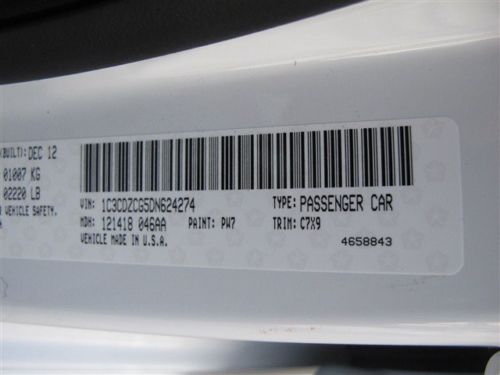 (BUILT): DEC 12
01007 KG
02220 LB
VEHICLE SAFETY,
VIN: 1C3CDZCG5DN624274 TYPE: PASSENGER CAR
MDH: 121418 046AA PAINT: PW7 TRIM: C7X9
VEHICLE MADE IN U.S.A.
4658843